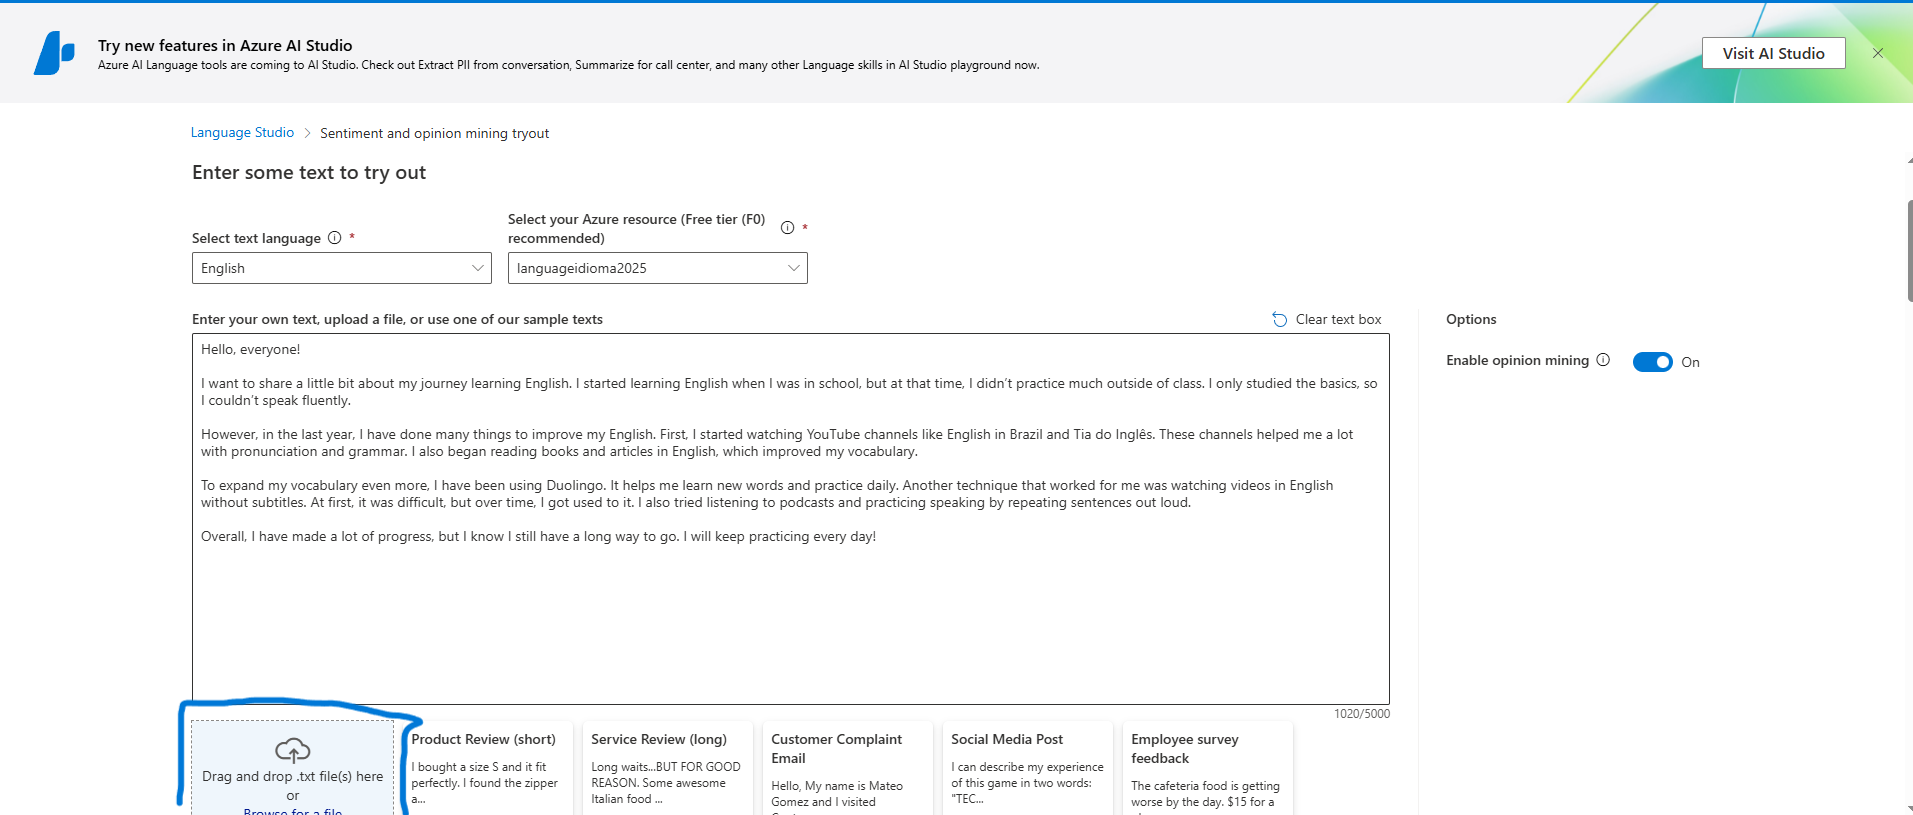 Try new features in Azure AI Studio
Azure AI Language tools are coming to AI Studio. Check out Extract PII from conversation, Summarize for call center, and many other Language skills in AI Studio playground now.
Visit AI Studio
Language Studio > Sentiment and opinion mining tryout
Enter some text to try out
Select text language *
English
Select your Azure resource (Free tier (F0)
recommended) *
languageidioma2025
Enter your own text, upload a file, or use one of our sample texts
Clear text box
Hello, everyone!
I want to share a little bit about my journey learning English. I started learning English when I was in school, but at that time, I didn't practice much outside of class. I only studied the basics, so
I couldn't speak fluently.
However, in the last year, I have done many things to improve my English. First, I started watching YouTube channels like English in Brazil and Tia do Inglês. These channels helped me a lot
with pronunciation and grammar. I also began reading books and articles in English, which improved my vocabulary.
To expand my vocabulary even more, I have been using Duolingo. It helps me learn new words and practice daily. Another technique that worked for me was watching videos in English
without subtitles. At first, it was difficult, but over time, I got used to it. I also tried listening to podcasts and practicing speaking by repeating sentences out loud.
Overall, I have made a lot of progress, but I know I still have a long way to go. I will keep practicing every day!
1020/5000
Options
Enable opinion mining
On
Drag and drop .txt file(s) here
or
Browse for a file
Product Review (short)
I bought a size S and it fit
perfectly. I found the zipper
a...
Service Review (long)
Long waits...BUT FOR GOOD
REASON. Some awesome
Italian food ...
Customer Complaint
Email
Hello, My name is Mateo
Gomez and I visited
Social Media Post
I can describe my experience
of this game in two words:
"TEC...
Employee survey
feedback
The cafeteria food is getting
worse by the day. $15 for a